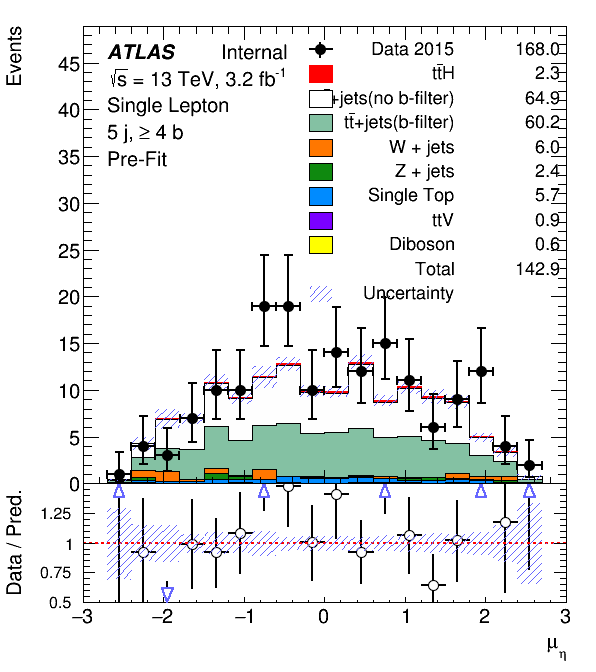 Events
45
40
35
30
25
20
15
10
5
0
ATLAS Internal
√s = 13 TeV, 3.2 fb⁻¹
Single Lepton
5 j, ≥ 4 b
Pre-Fit
Data 2015 168.0
tt̄H 2.3
+jets(no b-filter) 64.9
tt̄+jets(b-filter) 60.2
W + jets 6.0
Z + jets 2.4
Single Top 5.7
ttV 0.9
Diboson 0.6
Total 142.9
Uncertainty
Data / Pred.
1.25
1
0.75
0.5
−3 −2 −1 0 1 2 3
μη